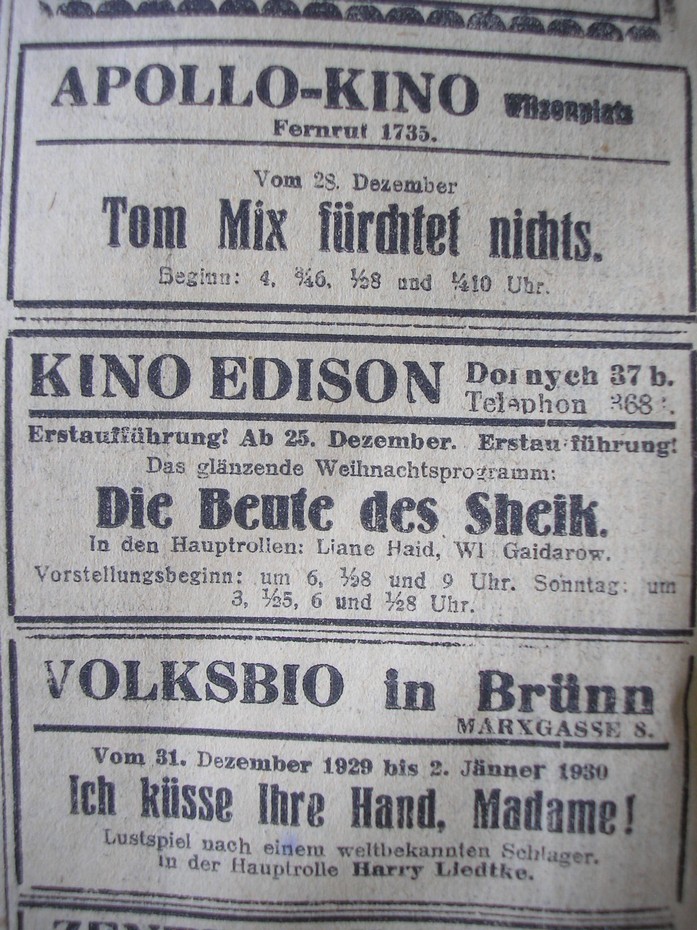 APOLLO-KINO Wilsonplatz
Fernruf 1735.
Vom 28. Dezember
Tom Mix fürchtet nichts.
Beginn: 4, ¾6, ½8 und ¼10 Uhr.
KINO EDISON Dornych 37 b.
Telephon
Erstaufführung! Ab 25. Dezember. Erstaufführung!
Das glänzende Weihnachtsprogramm:
Die Beute des Sheik.
In den Hauptrollen: Liane Haid, Wl Gaidarow.
Vorstellungsbeginn: um 6, ½8 und 9 Uhr. Sonntag: um
3, ½5, 6 und ½8 Uhr.
VOLKSBIO in Brünn
MARXGASSE 8.
Vom 31. Dezember 1929 bis 2. Jänner 1930
Ich küsse Ihre Hand, Madame!
Lustspiel nach einem weltbekannten Schlager.
in der Hauptrolle Harry Liedtke.